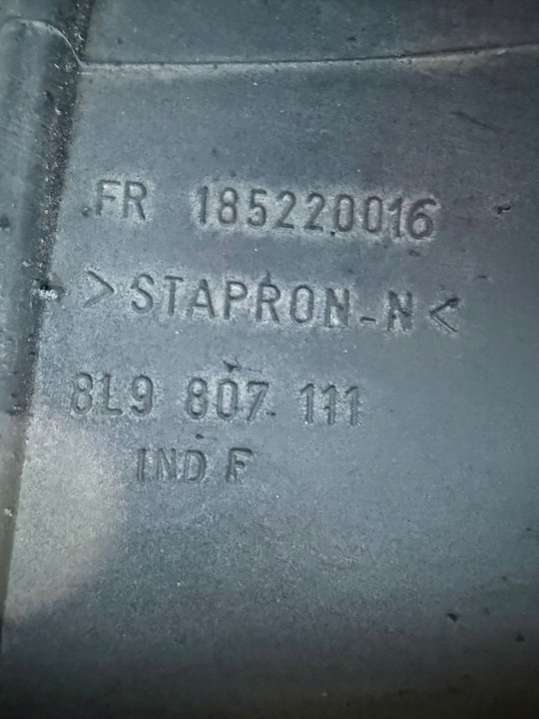 FR 185220016
>STAPRON-N<
8L9 807 111
IND F